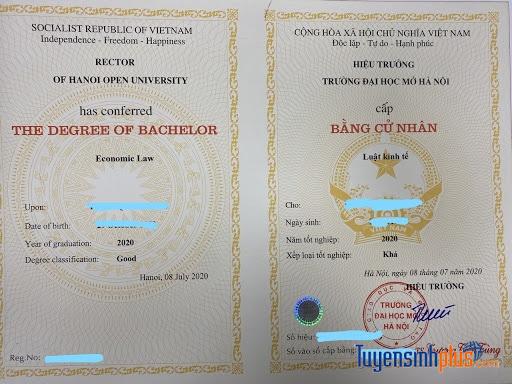 SOCIALIST REPUBLIC OF VIETNAM
Independence - Freedom - Happiness
RECTOR
OF HANOI OPEN UNIVERSITY
has conferred
THE DEGREE OF BACHELOR
Economic Law
Upon:
Date of birth:
Year of graduation: 2020
Degree classification: Good
Hanoi, 08 July 2020
Reg.No:
CỘNG HÒA XÃ HỘI CHỦ NGHĨA VIỆT NAM
Độc lập - Tự do - Hạnh phúc
HIỆU TRƯỞNG
TRƯỜNG ĐẠI HỌC MỞ HÀ NỘI
cấp
BẰNG CỬ NHÂN
Luật kinh tế
VIỆT NAM
Cho:
Ngày sinh:
Năm tốt nghiệp: 2020
Xếp loại tốt nghiệp: Khá
Hà Nội, ngày 08 tháng 07 năm 2020
HIỆU TRƯỞNG
TRƯỜNG
ĐẠI HỌC MỞ
HÀ NỘI
Số hiệu:
Số vào sổ cấp bằng:
Tuyensinhplus.com